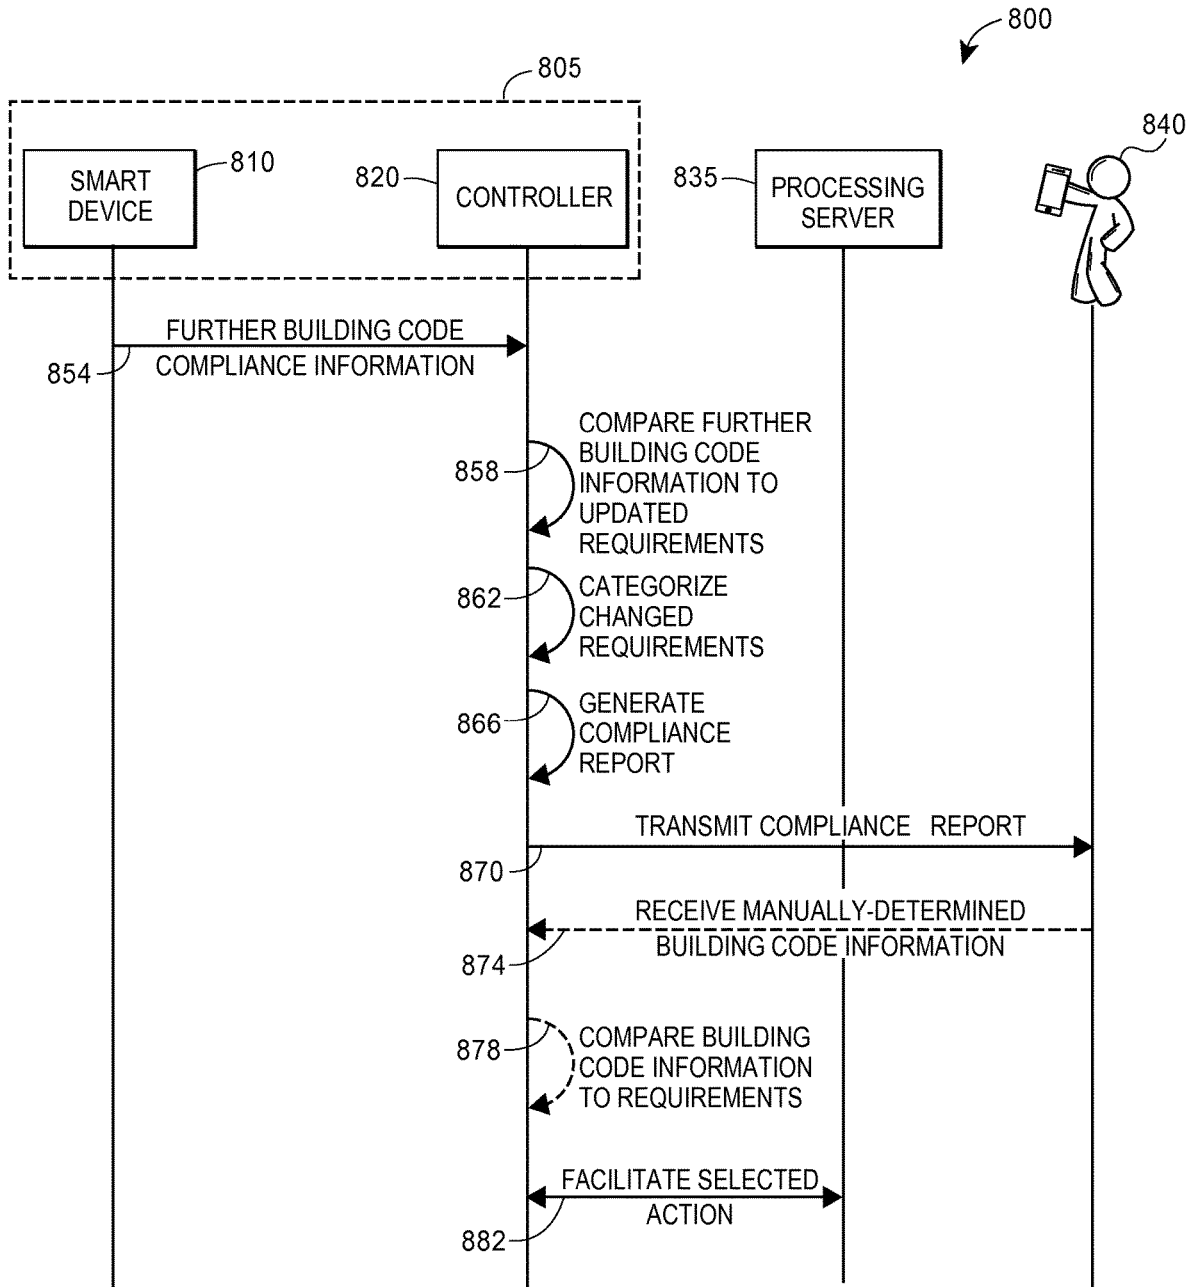 800
805
SMART
DEVICE
810
820
CONTROLLER
835
PROCESSING
SERVER
840
FURTHER BUILDING CODE
COMPLIANCE INFORMATION
854
COMPARE FURTHER
BUILDING CODE
INFORMATION TO
UPDATED
REQUIREMENTS
858
862
CATEGORIZE
CHANGED
REQUIREMENTS
866
GENERATE
COMPLIANCE
REPORT
TRANSMIT COMPLIANCE REPORT
870
RECEIVE MANUALLY-DETERMINED
BUILDING CODE INFORMATION
874
878
COMPARE BUILDING
CODE INFORMATION
TO REQUIREMENTS
FACILITATE SELECTED
ACTION
882